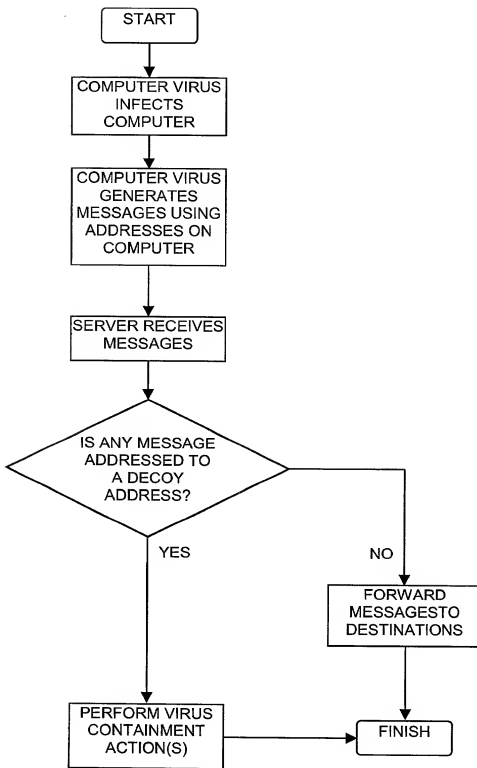 START
COMPUTER VIRUS
INFECTS
COMPUTER
COMPUTER VIRUS
GENERATES
MESSAGES USING
ADDRESSES ON
COMPUTER
SERVER RECEIVES
MESSAGES
IS ANY MESSAGE
ADDRESSED TO
A DECOY
ADDRESS?
YES
NO
FORWARD
MESSAGESTO
DESTINATIONS
PERFORM VIRUS
CONTAINMENT
ACTION(S)
FINISH